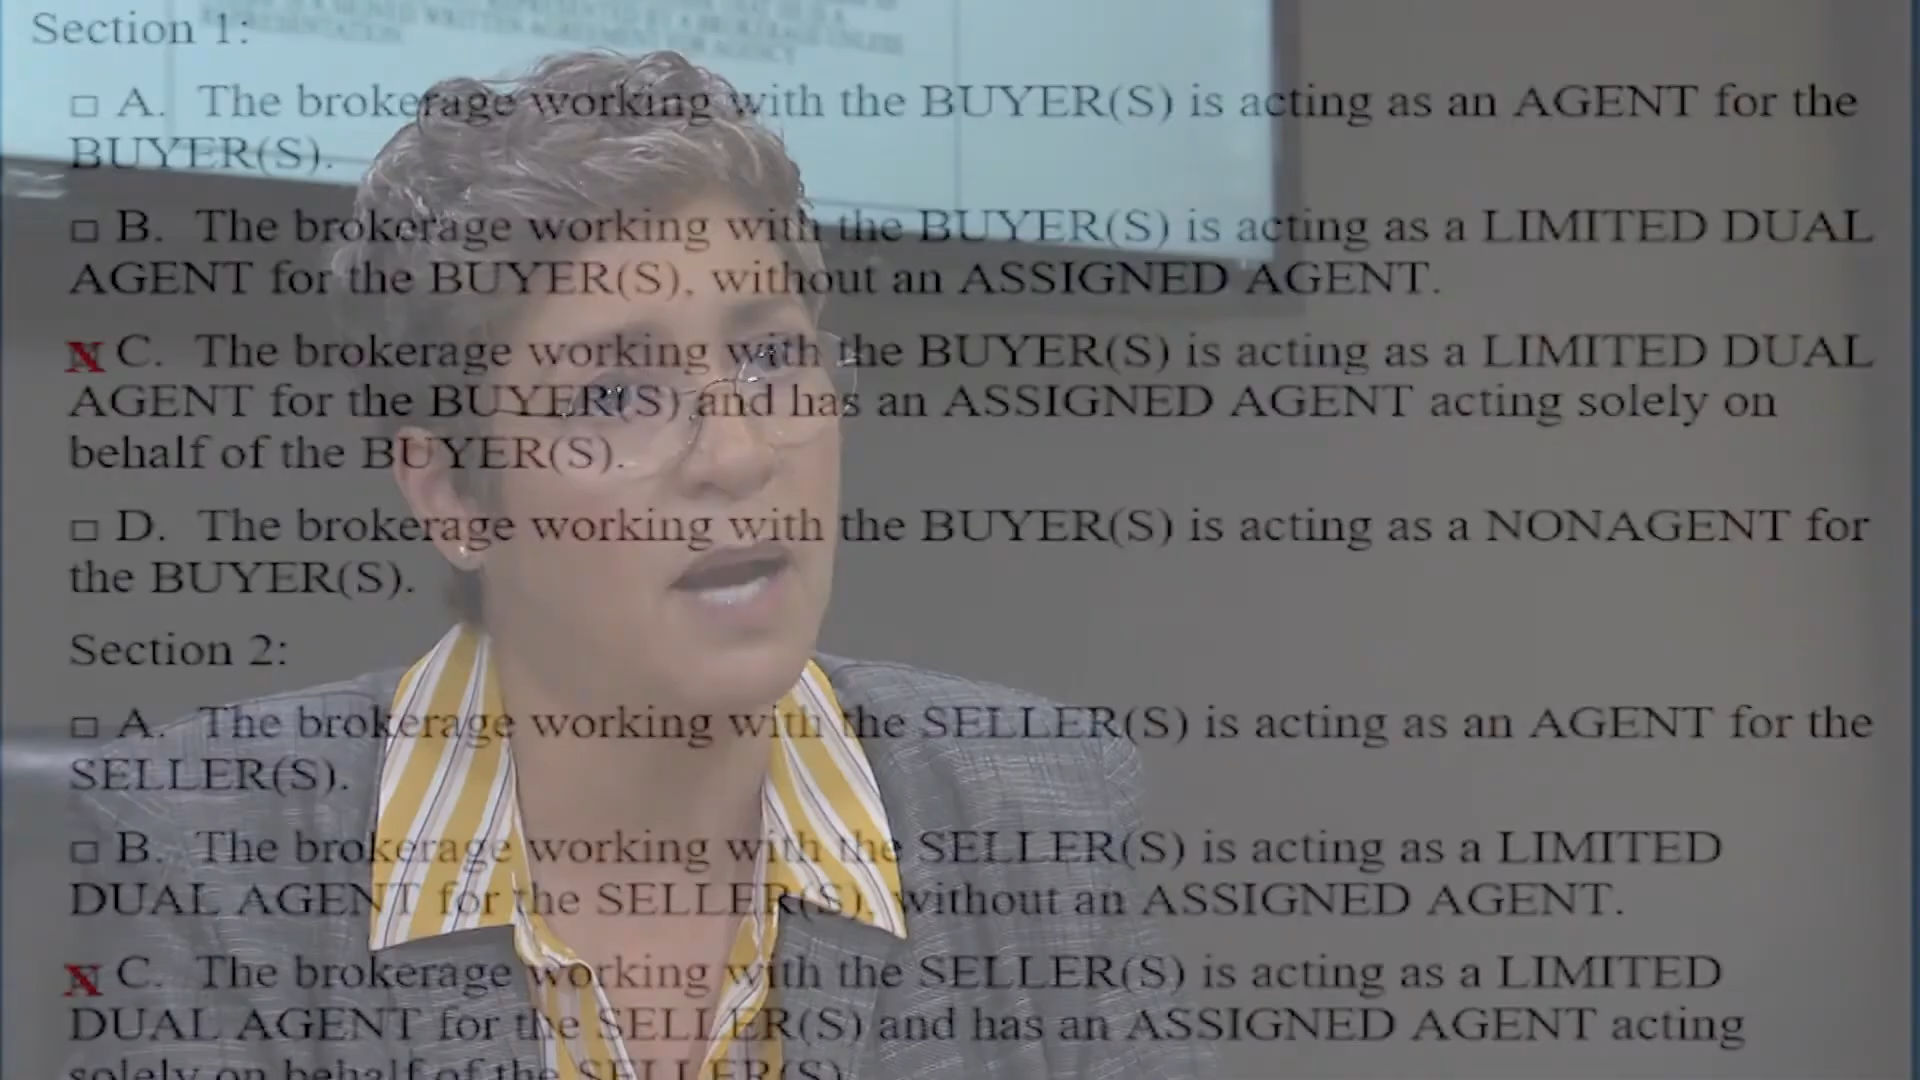 Section 1:
□ A. The brokerage working with the BUYER(S) is acting as an AGENT for the
BUYER(S).
□ B. The brokerage working with the BUYER(S) is acting as a LIMITED DUAL
AGENT for the BUYER(S), without an ASSIGNED AGENT.
X C. The brokerage working with the BUYER(S) is acting as a LIMITED DUAL
AGENT for the BUYER(S) and has an ASSIGNED AGENT acting solely on
behalf of the BUYER(S).
□ D. The brokerage working with the BUYER(S) is acting as a NONAGENT for
the BUYER(S).
Section 2:
□ A. The brokerage working with the SELLER(S) is acting as an AGENT for the
SELLER(S).
□ B. The brokerage working with the SELLER(S) is acting as a LIMITED
DUAL AGENT for the SELLER(S), without an ASSIGNED AGENT.
X C. The brokerage working with the SELLER(S) is acting as a LIMITED
DUAL AGENT for the SELLER(S) and has an ASSIGNED AGENT acting
solely on behalf of the SELLER(S)